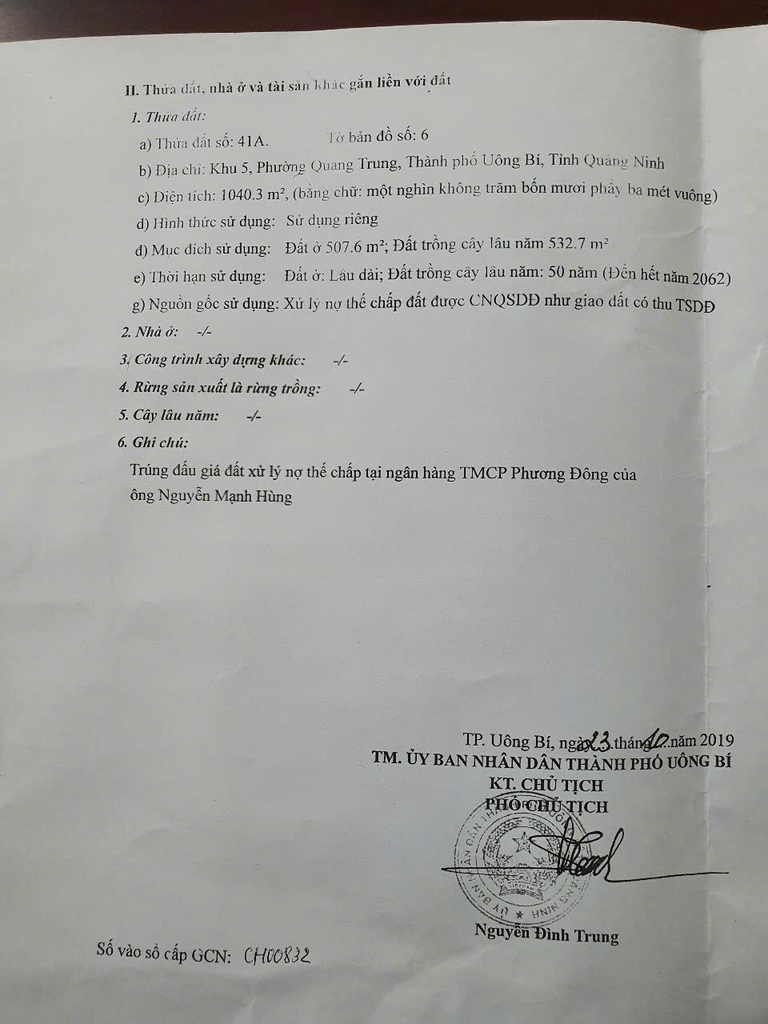 II. Thửa đất, nhà ở và tài sản khác gắn liền với đất
1. Thửa đất:
a) Thửa đất số: 41A. Tờ bản đồ số: 6
b) Địa chỉ: Khu 5, Phường Quang Trung, Thành phố Uông Bí, Tỉnh Quảng Ninh
c) Diện tích: 1040.3 m², (bằng chữ: một nghìn không trăm bốn mươi phẩy ba mét vuông)
d) Hình thức sử dụng: Sử dụng riêng
đ) Mục đích sử dụng: Đất ở 507.6 m²; Đất trồng cây lâu năm 532.7 m²
e) Thời hạn sử dụng: Đất ở: Lâu dài; Đất trồng cây lâu năm: 50 năm (Đến hết năm 2062)
g) Nguồn gốc sử dụng: Xử lý nợ thế chấp đất được CNQSDĐ như giao đất có thu TSDĐ
2. Nhà ở: -/-
3. Công trình xây dựng khác: -/-
4. Rừng sản xuất là rừng trồng: -/-
5. Cây lâu năm: -/-
6. Ghi chú:
Trúng đấu giá đất xử lý nợ thế chấp tại ngân hàng TMCP Phương Đông của
ông Nguyễn Mạnh Hùng
TP. Uông Bí, ngày 23 tháng 10 năm 2019
TM. ỦY BAN NHÂN DÂN THÀNH PHỐ UÔNG BÍ
KT. CHỦ TỊCH
PHÓ CHỦ TỊCH
Nguyễn Đình Trung
Số vào sổ cấp GCN: CH00832